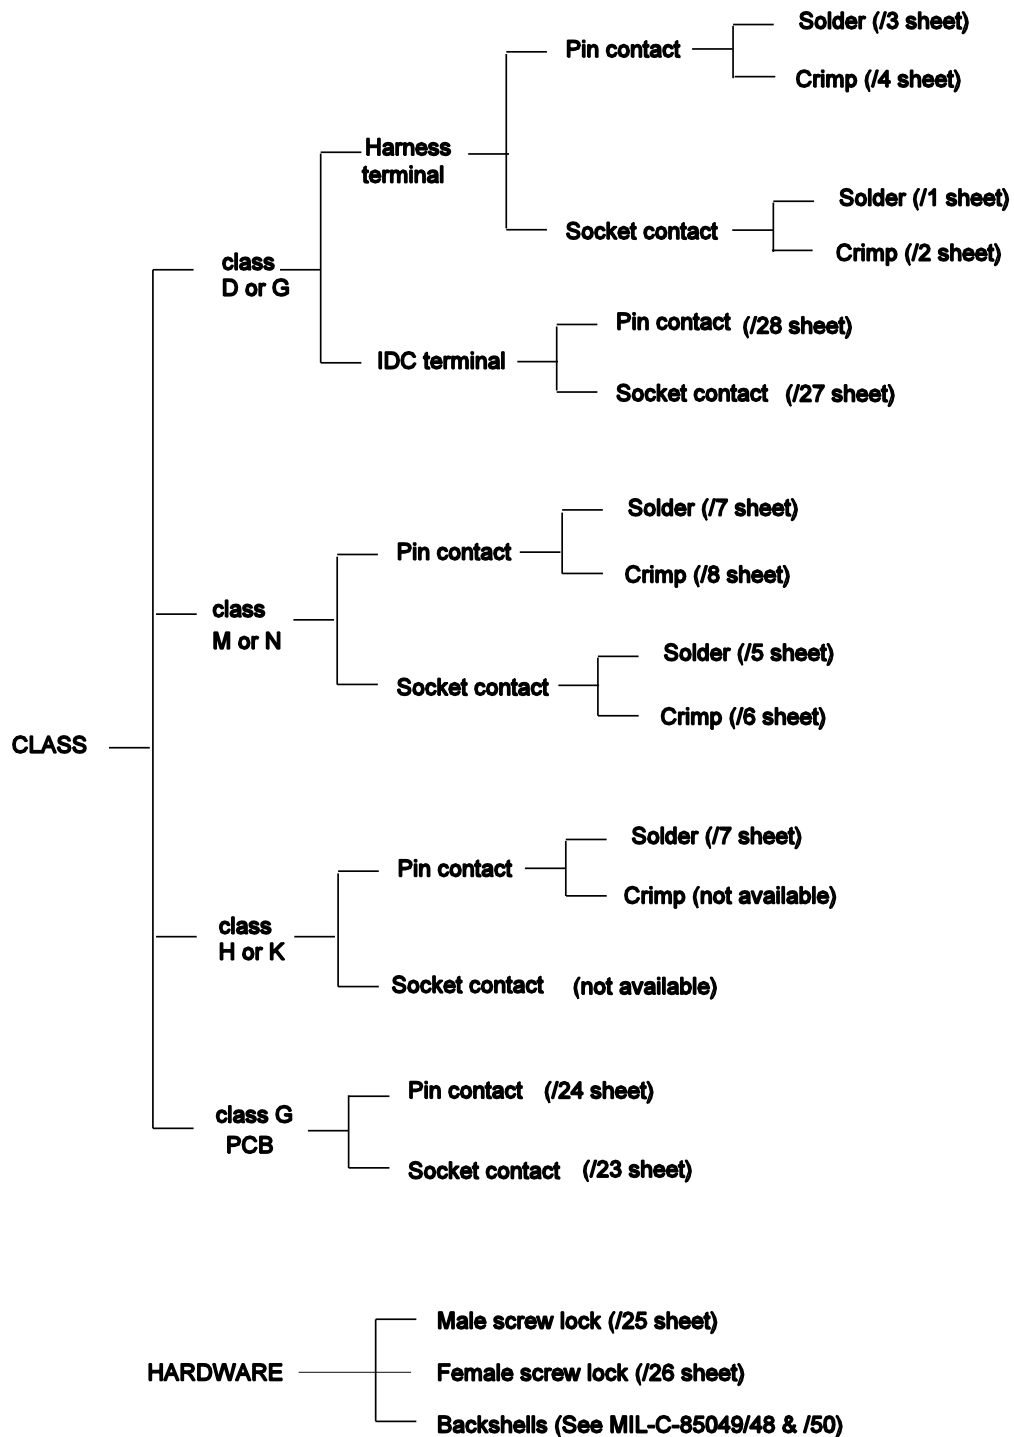 Solder (/3 sheet)
Pin contact
Crimp (/4 sheet)
Harness
terminal
Solder (/1 sheet)
Socket contact
Crimp (/2 sheet)
class
D or G
Pin contact (/28 sheet)
IDC terminal
Socket contact (/27 sheet)
Solder (/7 sheet)
Pin contact
Crimp (/8 sheet)
class
M or N
Solder (/5 sheet)
Socket contact
Crimp (/6 sheet)
CLASS
Solder (/7 sheet)
Pin contact
Crimp (not available)
class
H or K
Socket contact (not available)
Pin contact (/24 sheet)
class G
PCB
Socket contact (/23 sheet)
Male screw lock (/25 sheet)
HARDWARE
Female screw lock (/26 sheet)
Backshells (See MIL-C-85049/48 & /50)